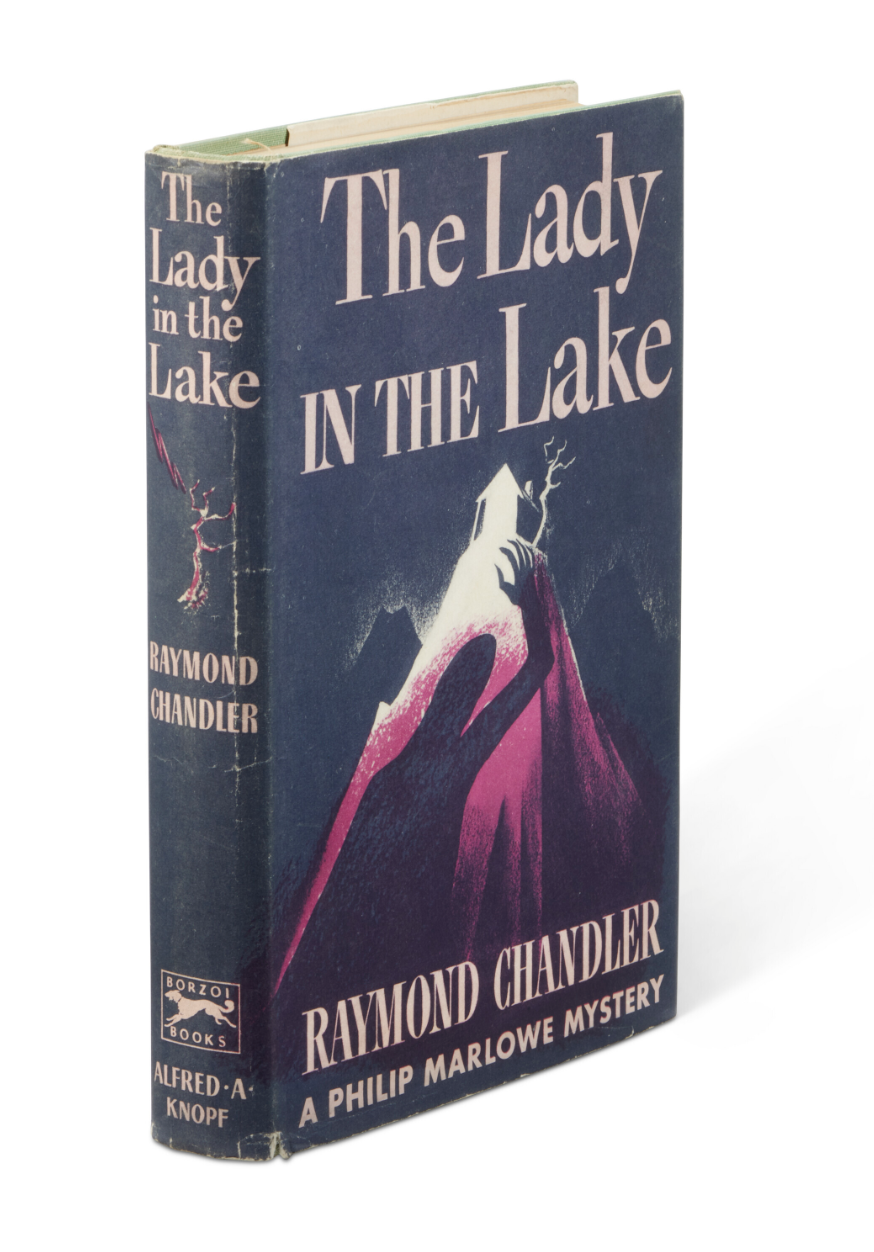 The
Lady
in the
Lake
RAYMOND
CHANDLER
BORZOI
BOOKS
ALFRED·A·
KNOPF
The Lady
IN THE Lake
RAYMOND CHANDLER
A PHILIP MARLOWE MYSTERY